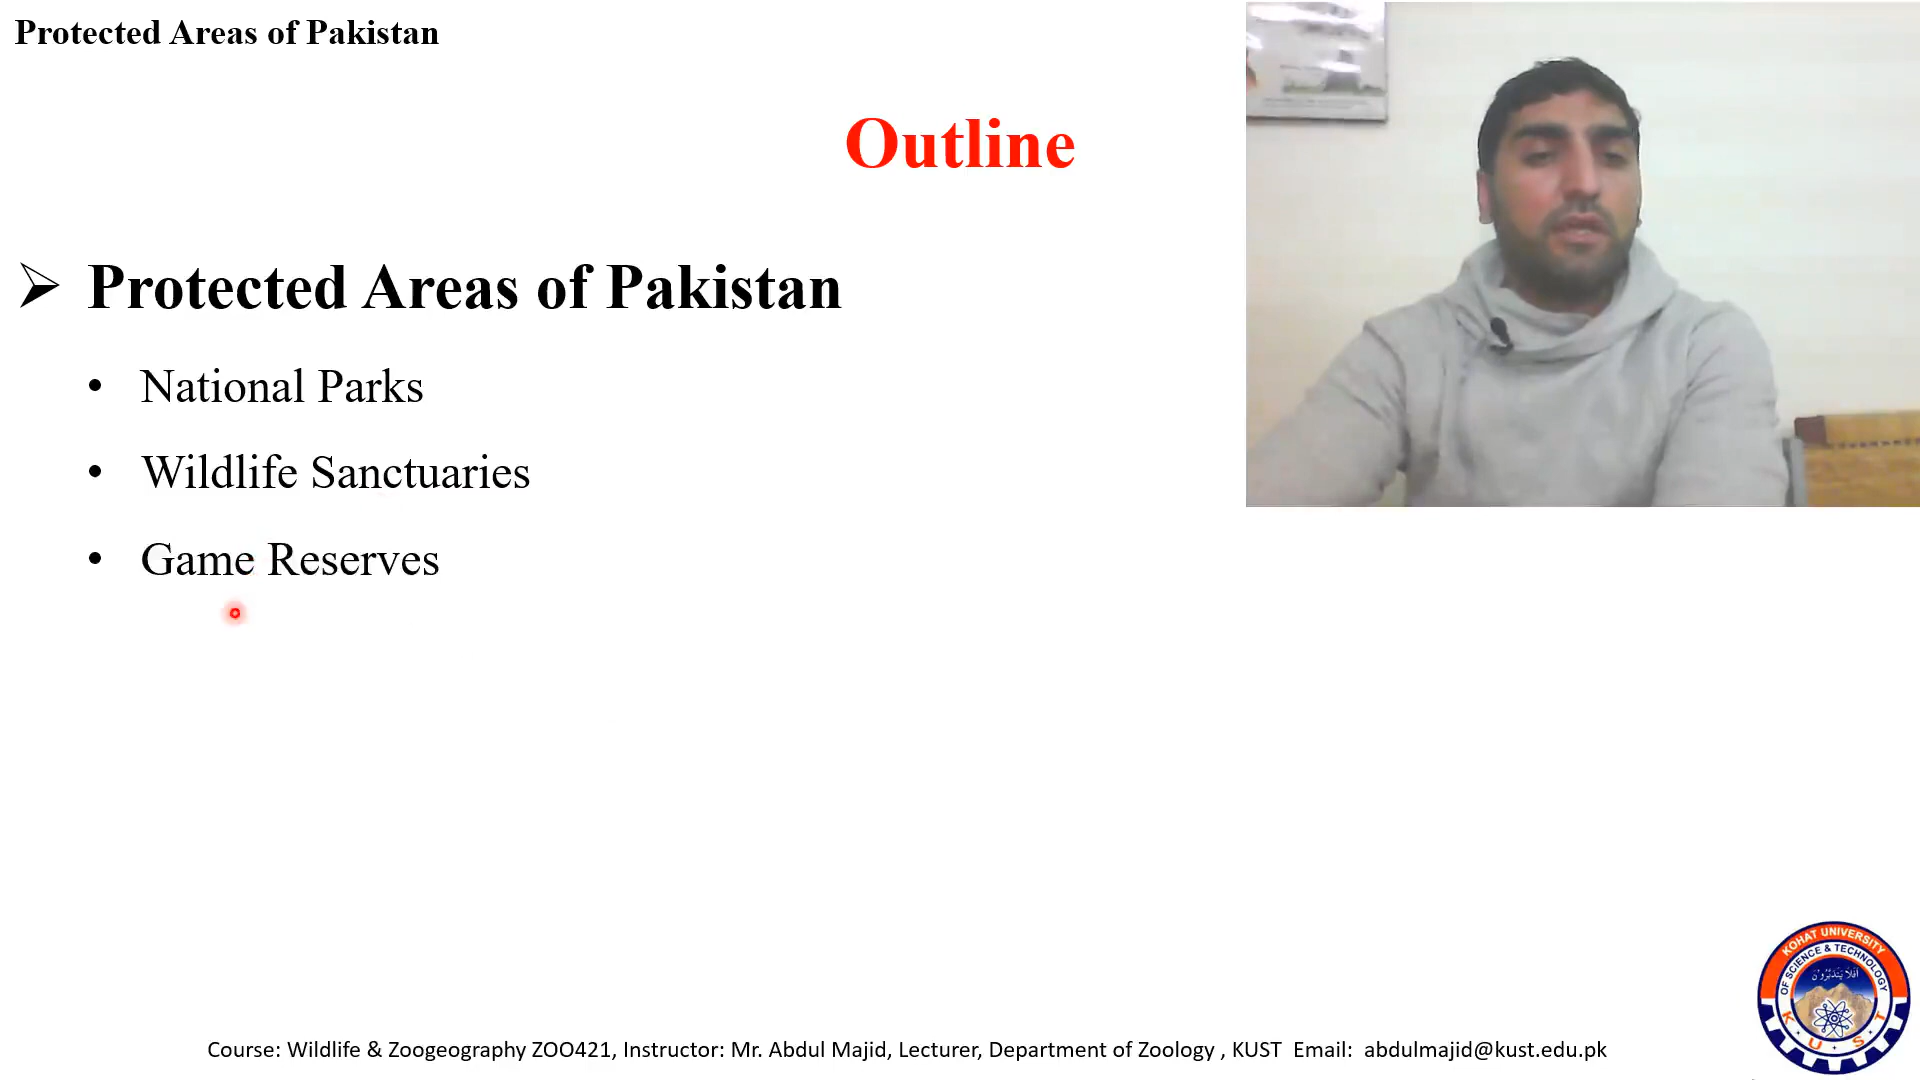 Protected Areas of Pakistan
Outline
➢ Protected Areas of Pakistan
• National Parks
• Wildlife Sanctuaries
• Game Reserves
KOHAT UNIVERSITY
OF SCIENCE & TECHNOLOGY
K U S T
Course: Wildlife & Zoogeography ZOO421, Instructor: Mr. Abdul Majid, Lecturer, Department of Zoology , KUST Email: abdulmajid@kust.edu.pk